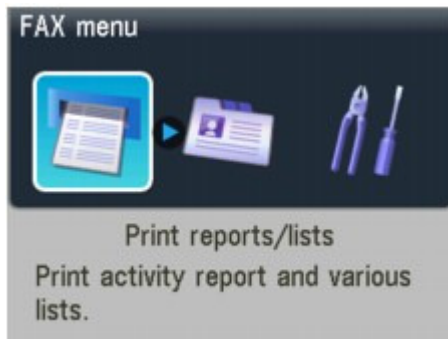 FAX menu
Print reports/lists
Print activity report and various
lists.